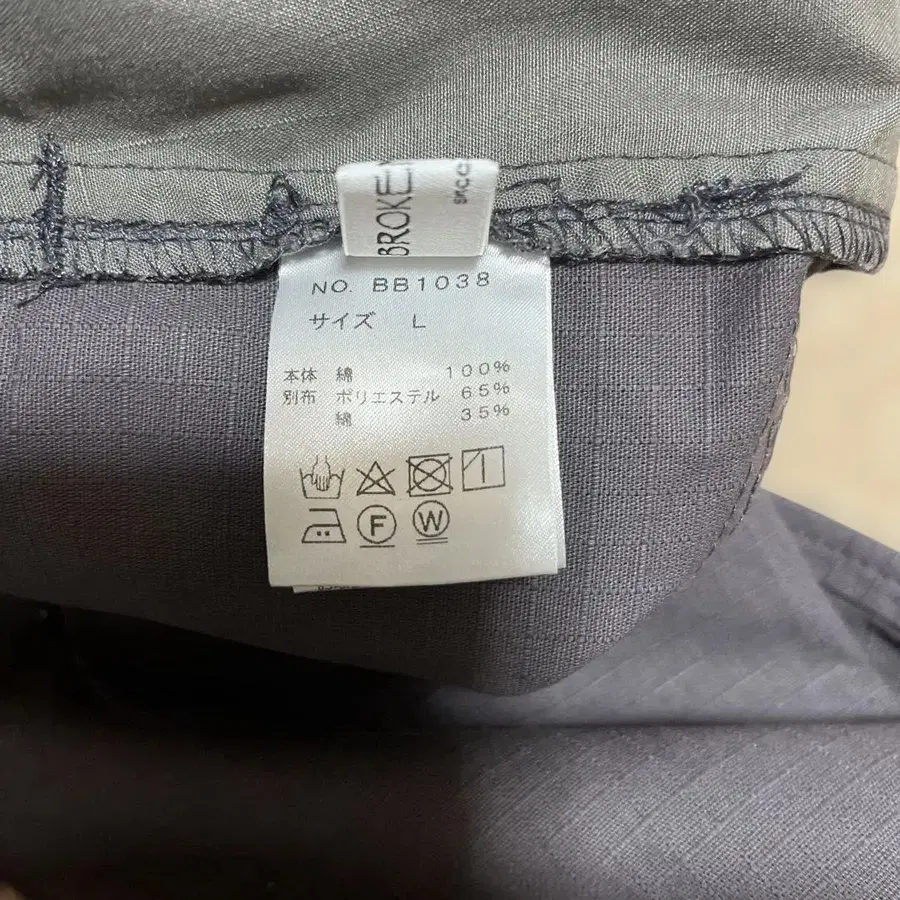 BROKEN
NO. BB1038
サイズ L
本体 綿 100%
別布 ポリエステル 65%
綿 35%
F W